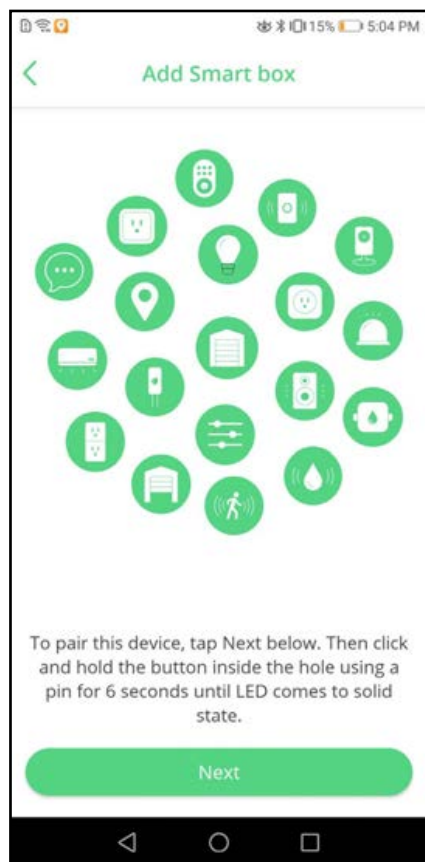 15% 5:04 PM
Add Smart box
To pair this device, tap Next below. Then click
and hold the button inside the hole using a
pin for 6 seconds until LED comes to solid
state.
Next